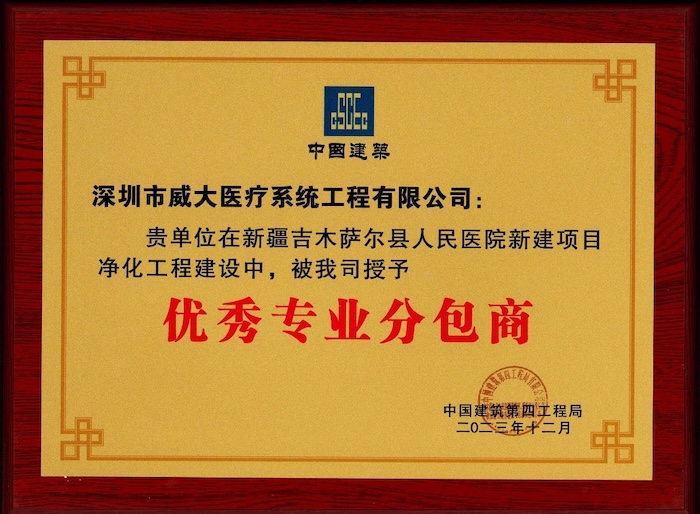 CSCEC
中国建筑
深圳市威大医疗系统工程有限公司：
贵单位在新疆吉木萨尔县人民医院新建项目
净化工程建设中，被我司授予
优秀专业分包商
中国建筑第四工程局
二〇二三年十二月